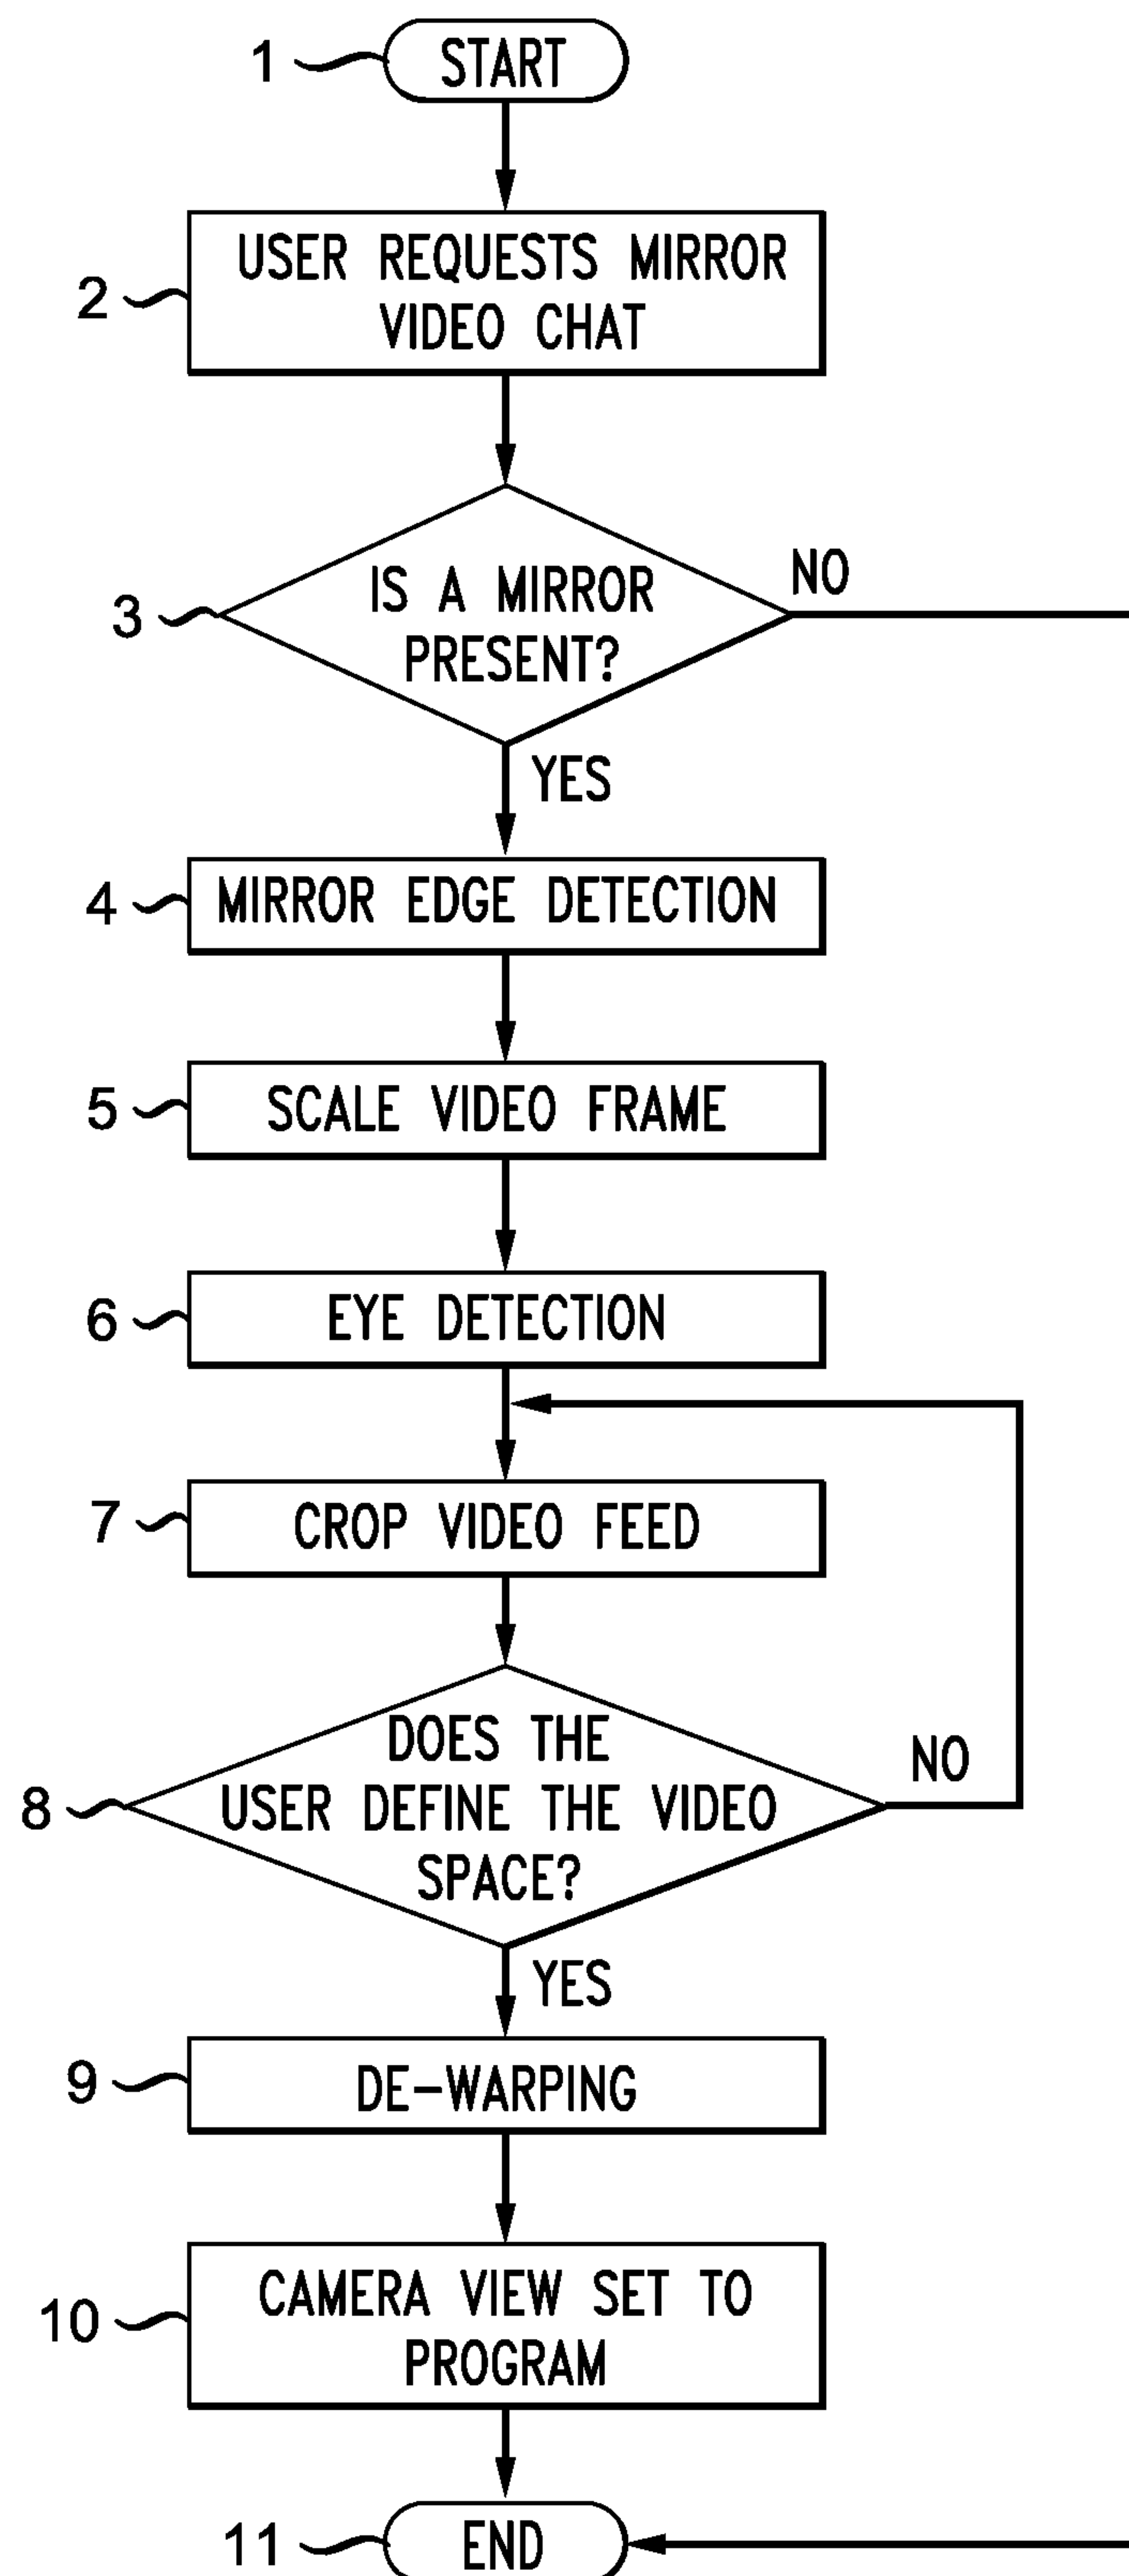 1 START
2 USER REQUESTS MIRROR
VIDEO CHAT
3 IS A MIRROR
PRESENT?
NO
YES
4 MIRROR EDGE DETECTION
5 SCALE VIDEO FRAME
6 EYE DETECTION
7 CROP VIDEO FEED
8 DOES THE
USER DEFINE THE VIDEO
SPACE?
NO
YES
9 DE-WARPING
10 CAMERA VIEW SET TO
PROGRAM
11 END